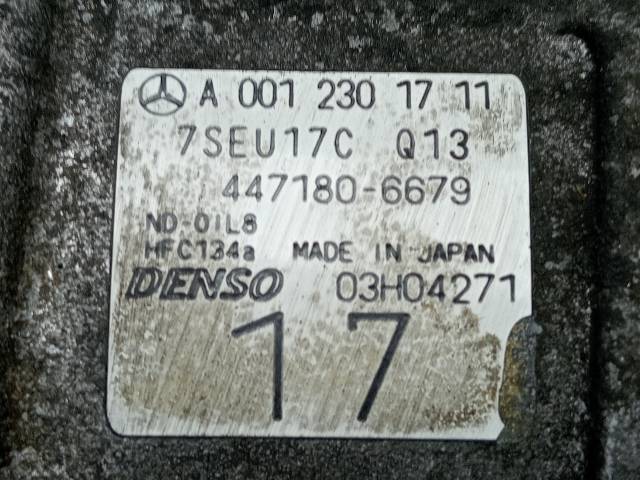 A 001 230 17 11
7SEU17C Q13
447180-6679
ND-OIL8
HFC134a MADE IN JAPAN
DENSO 03H04271
17